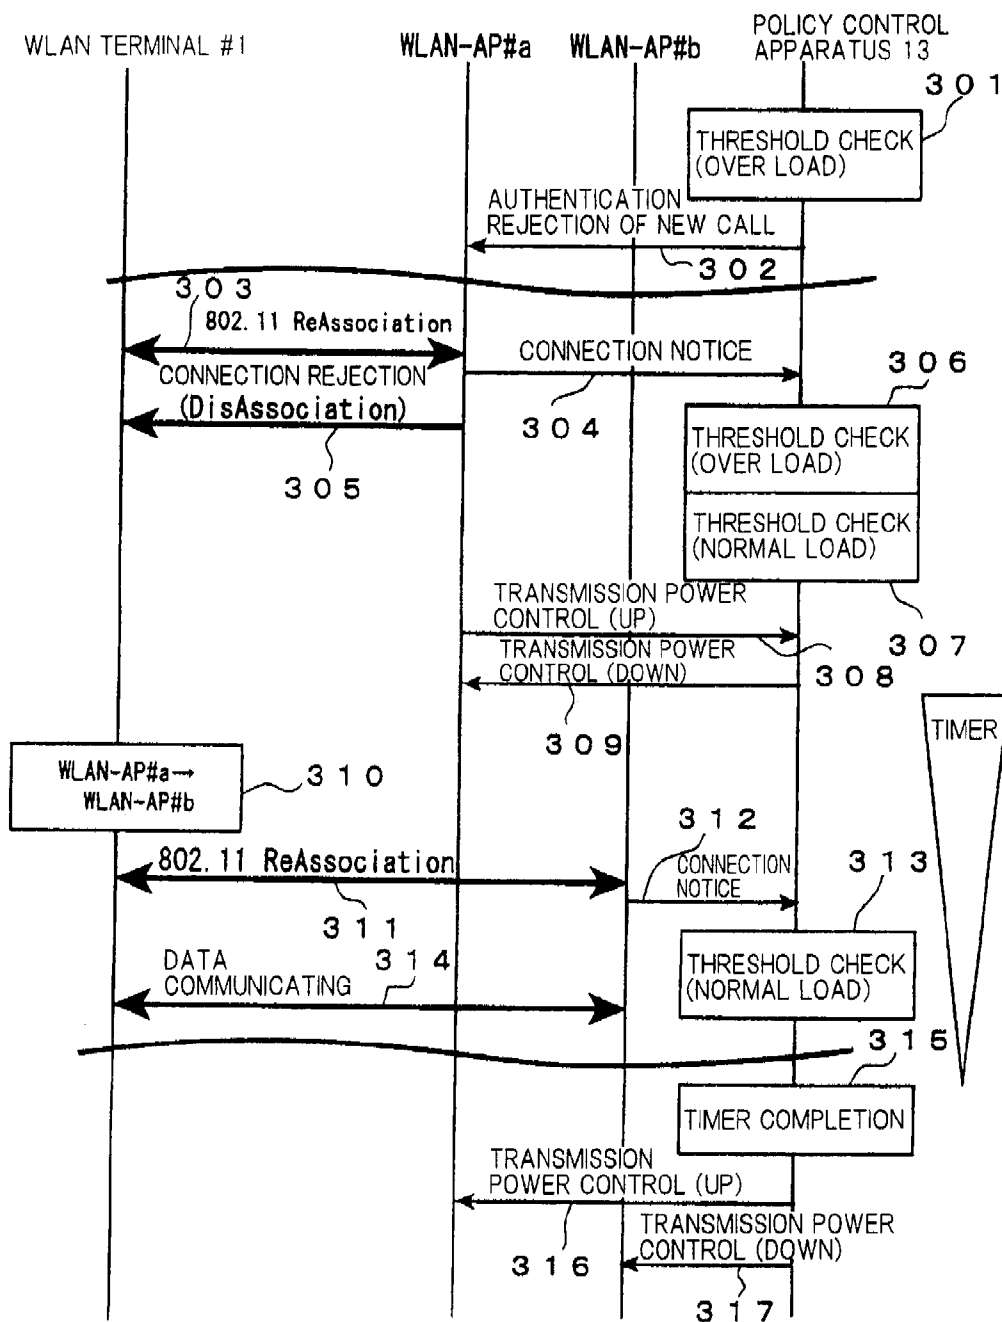 WLAN TERMINAL #1
WLAN-AP#a
WLAN-AP#b
POLICY CONTROL
APPARATUS 13
301
THRESHOLD CHECK
(OVER LOAD)
AUTHENTICATION
REJECTION OF NEW CALL
302
303
802.11 ReAssociation
CONNECTION NOTICE
304
CONNECTION REJECTION
(DisAssociation)
305
306
THRESHOLD CHECK
(OVER LOAD)
THRESHOLD CHECK
(NORMAL LOAD)
307
TRANSMISSION POWER
CONTROL (UP)
308
TRANSMISSION POWER
CONTROL (DOWN)
309
TIMER
WLAN-AP#a→
WLAN-AP#b
310
802.11 ReAssociation
311
312
CONNECTION
NOTICE
313
THRESHOLD CHECK
(NORMAL LOAD)
DATA
COMMUNICATING
314
315
TIMER COMPLETION
TRANSMISSION
POWER CONTROL (UP)
316
TRANSMISSION POWER
CONTROL (DOWN)
317